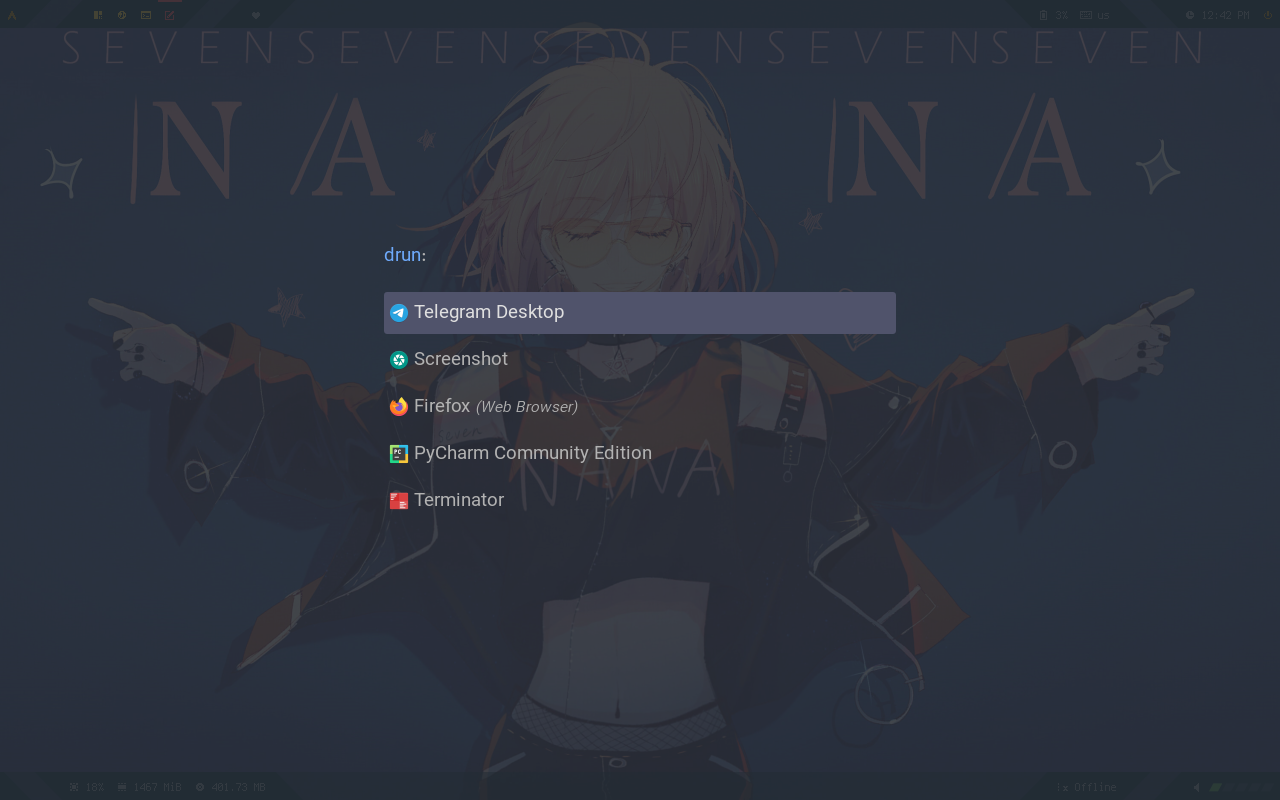 3% us 12:42 PM
SEVENSEVENSEVENSEVENSEVEN
NA NA
drun:
Telegram Desktop
Screenshot
Firefox (Web Browser)
PyCharm Community Edition
Terminator
NANA
18% 1467 MiB 401.73 MB Offline